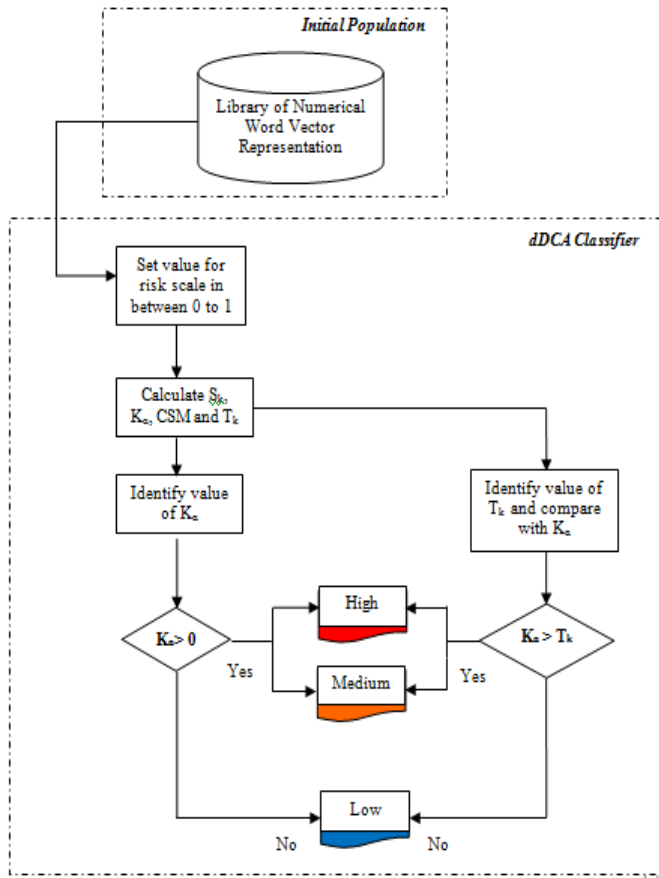 Initial Population
Library of Numerical
Word Vector
Representation
dDCA Classifier
Set value for
risk scale in
between 0 to 1
Calculate Sₖ,
Kₐ, CSM and Tₖ
Identify value
of Kₐ
Identify value of
Tₖ and compare
with Kₐ
High
Kₐ> 0
Kₐ > Tₖ
Yes
Medium
Yes
Low
No
No